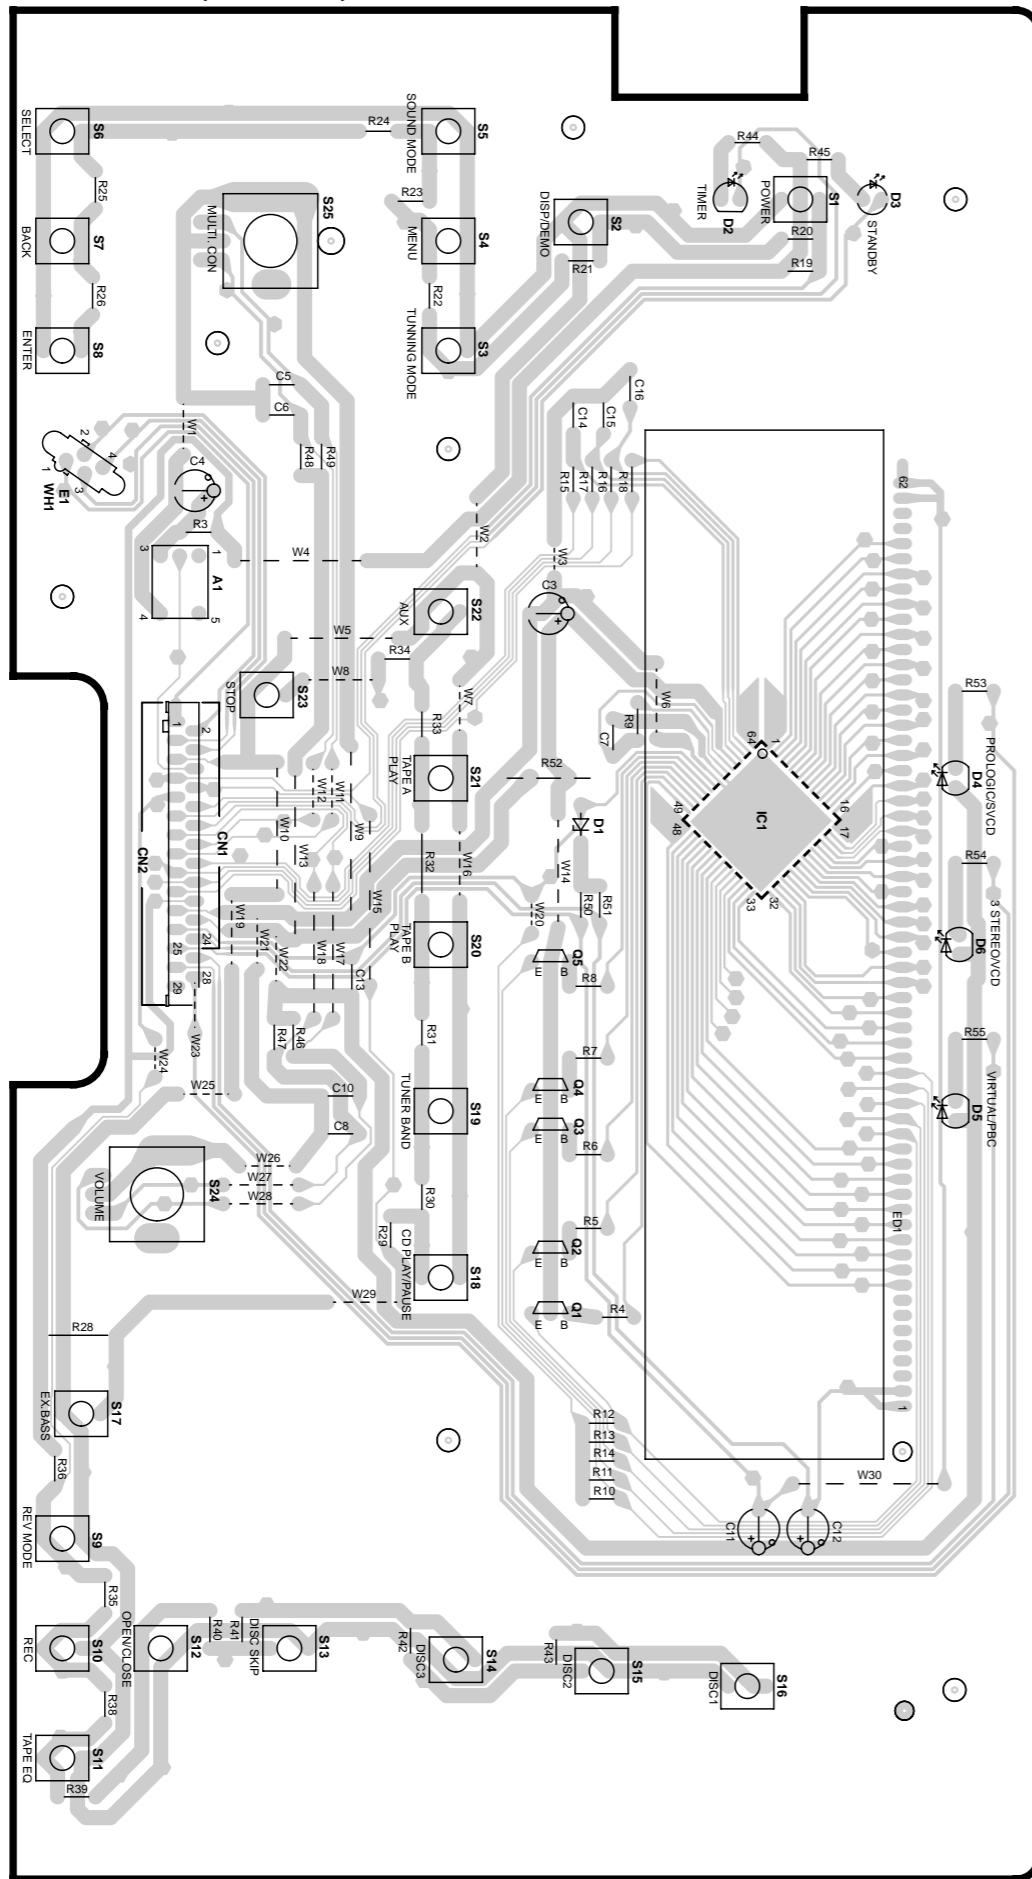 S6
SELECT
R24
S5
SOUND MODE
R44
R45
D2
TIMER
S1
POWER
D3
STANDBY
R25
R23
S25
MULTI. CON
S2
DISP/DEMO
R20
R19
R21
S7
BACK
S4
MENU
R26
R22
S8
ENTER
S3
TUNNING MODE
C5
C6
C16
C14
C15
W1
2
4
1
3
E1
WH1
C4
R48
R49
R15
R17
R16
R18
62
R3
W2
3
1
A1
4
5
W4
W3
C3
S22
AUX
W5
R34
W8
S23
STOP
W7
W6
R9
C7
R53
1
2
R33
64
1
D4
PROLOGIC/SVCD
S21
TAPE A
PLAY
R52
W12
W11
D1
49
48
IC1
16
17
CN1
CN2
W10
W9
W13
R32
W16
W14
33
32
R54
W19
W15
R50
R51
W20
24
W21
W22
W18
W17
S20
TAPE B
PLAY
Q5
E
B
D6
3 STEREO/VCD
25
28
29
C13
R8
W23
W24
R47
R46
R31
R7
R55
W25
C10
Q4
E
B
D5
VIRTUAL/PBC
S19
TUNER BAND
C8
Q3
E
B
R6
W26
W27
W28
S24
VOLUME
R30
R5
ED1
R29
Q2
E
B
S18
CD PLAY/PAUSE
W29
Q1
E
B
R4
R28
S17
EX.BASS
1
R12
R13
R14
R11
R10
R36
W30
C11
C12
S9
REV MODE
R35
S10
REC
S12
OPEN/CLOSE
R40
R41
S13
DISC SKIP
R42
S14
DISC3
R43
S15
DISC2
S16
DISC1
R38
S11
TAPE EQ
R39